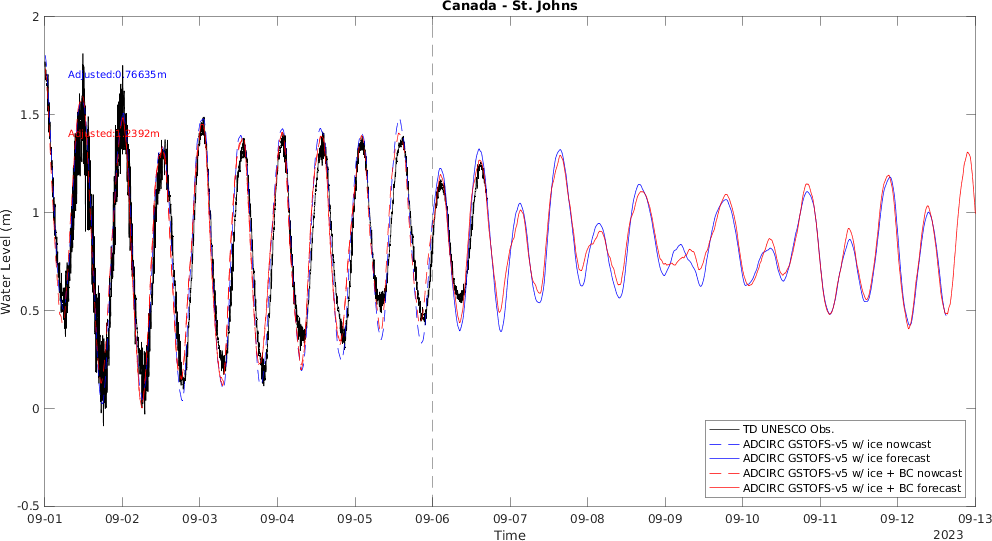 Canada - St. Johns
2
Adjusted:0.76635m
1.5
Adjusted:1.2392m
1
Water Level (m)
0.5
0
TD UNESCO Obs.
ADCIRC GSTOFS-v5 w/ ice nowcast
ADCIRC GSTOFS-v5 w/ ice forecast
ADCIRC GSTOFS-v5 w/ ice + BC nowcast
ADCIRC GSTOFS-v5 w/ ice + BC forecast
-0.5
09-01 09-02 09-03 09-04 09-05 09-06 09-07 09-08 09-09 09-10 09-11 09-12 09-13
Time
2023